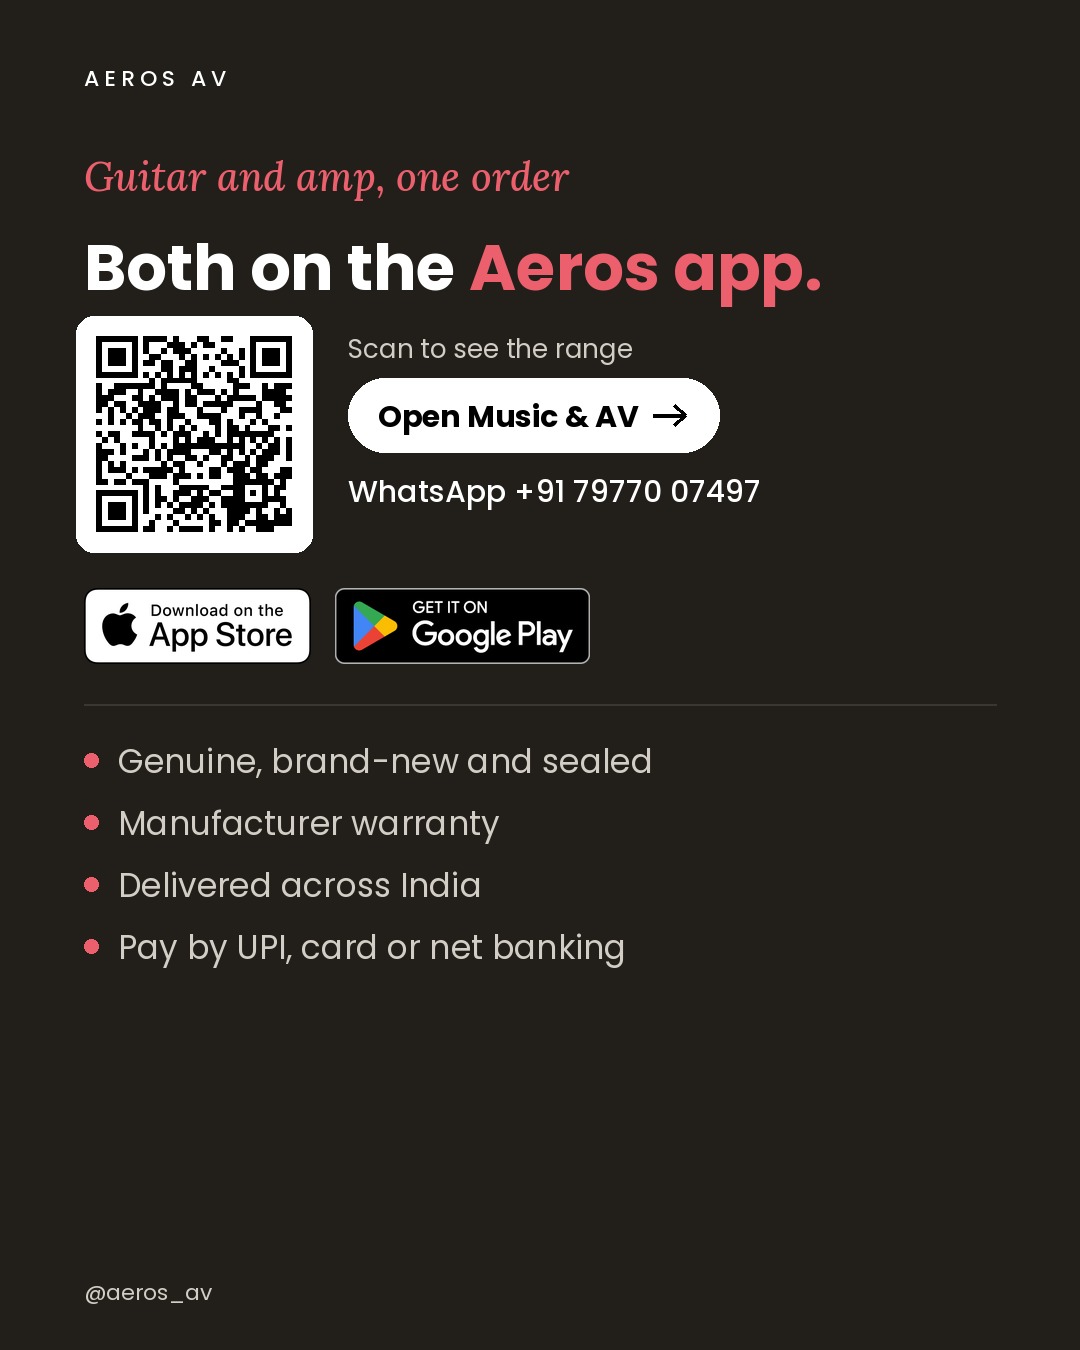 AEROS AV
Guitar and amp, one order
Both on the Aeros app.
Scan to see the range
Open Music & AV →
WhatsApp +91 79770 07497
Download on the
App Store
GET IT ON
Google Play
Genuine, brand-new and sealed
Manufacturer warranty
Delivered across India
Pay by UPI, card or net banking
@aeros_av